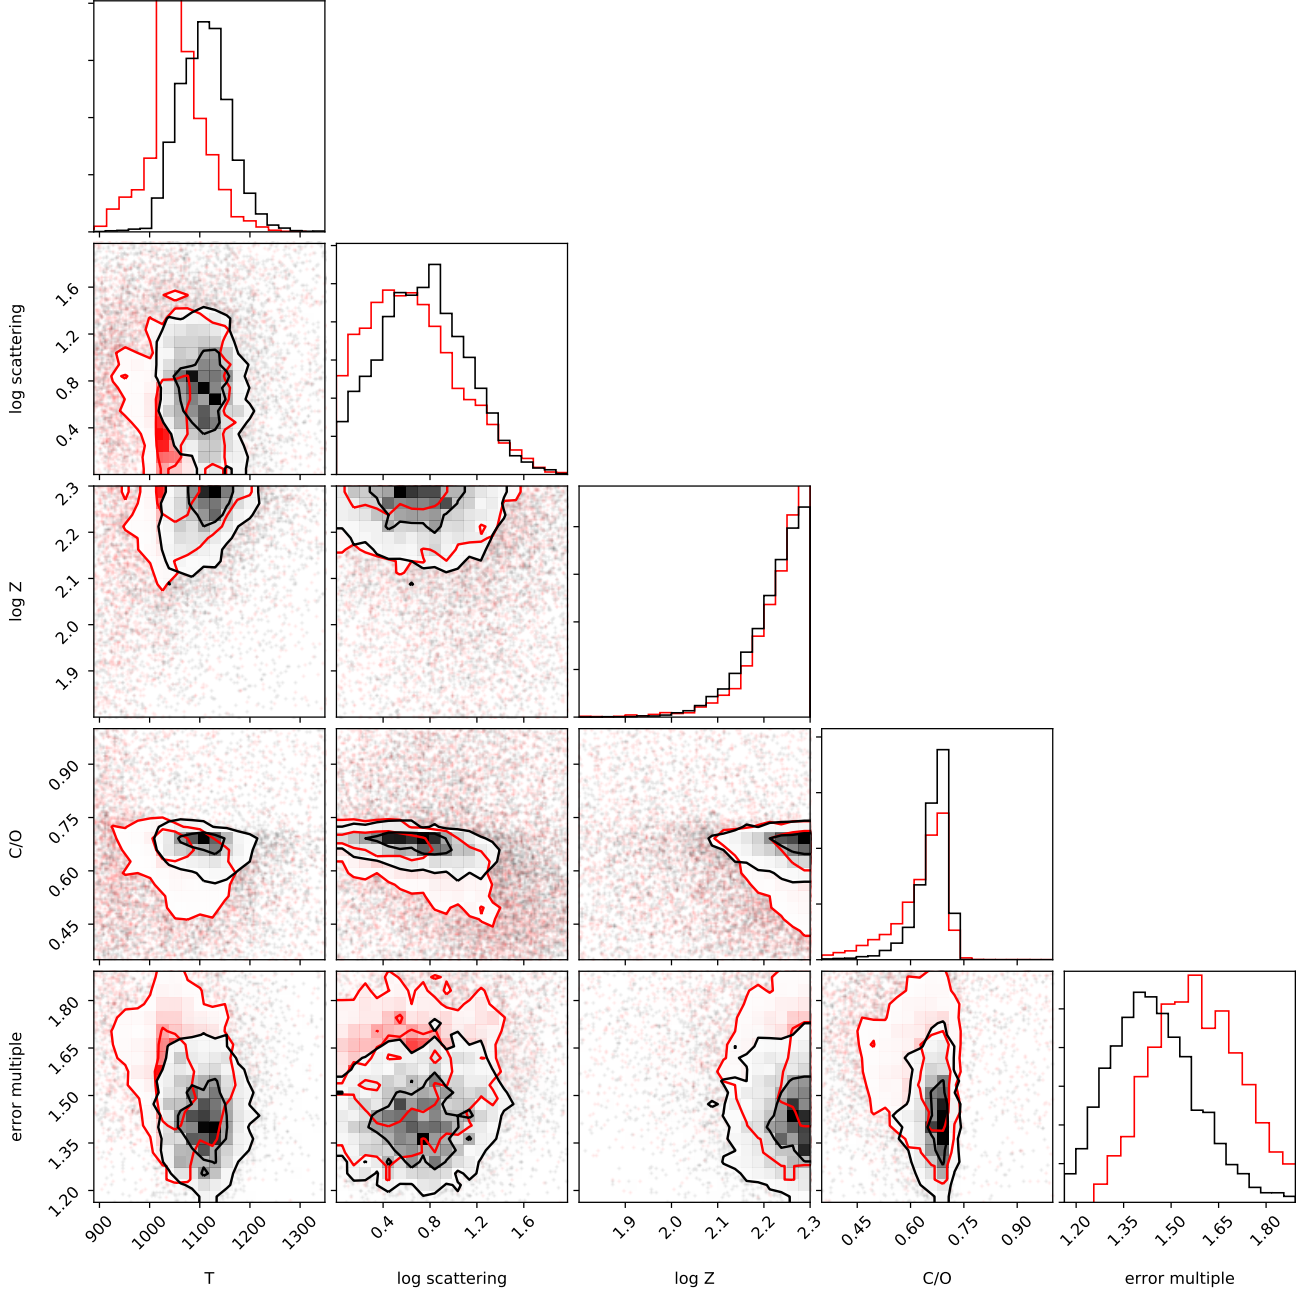 log scattering
1.6
1.2
0.8
0.4
log Z
2.3
2.2
2.1
2.0
1.9
C/O
0.90
0.75
0.60
0.45
error multiple
1.80
1.65
1.50
1.35
1.20
900 1000 1100 1200 1300
0.4 0.8 1.2 1.6
1.9 2.0 2.1 2.2 2.3
0.45 0.60 0.75 0.90
1.20 1.35 1.50 1.65 1.80
T log scattering log Z C/O error multiple